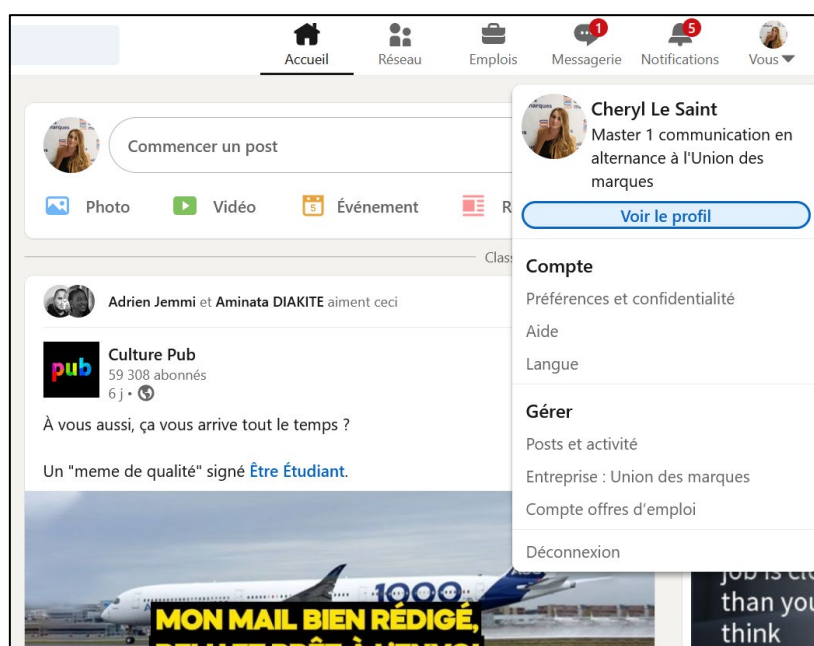 Accueil
Réseau
Emplois
Messagerie
1
Notifications
5
Vous
Cheryl Le Saint
Master 1 communication en
alternance à l'Union des
marques
Voir le profil
Compte
Préférences et confidentialité
Aide
Langue
Gérer
Posts et activité
Entreprise : Union des marques
Compte offres d'emploi
Déconnexion
Commencer un post
Photo
Vidéo
5
Événement
R
Class
Adrien Jemmi et Aminata DIAKITE aiment ceci
pub
Culture Pub
59 308 abonnés
6 j •
À vous aussi, ça vous arrive tout le temps ?
Un "meme de qualité" signé Être Étudiant.
1000
MON MAIL BIEN RÉDIGÉ,
than you
think